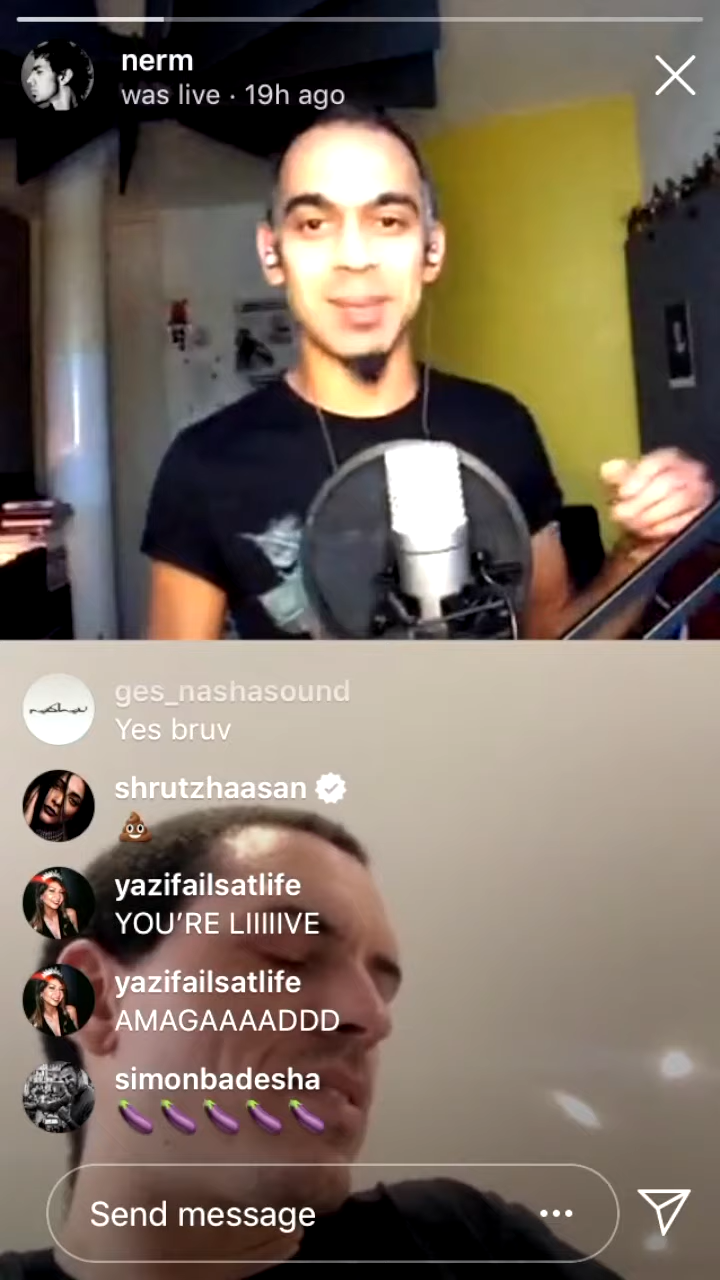 nerm
was live · 19h ago
ges_nashasound
Yes bruv
shrutzhaasan
💩
yazifailsatlife
YOU'RE LIIIIIVE
yazifailsatlife
AMAGAAAADDD
simonbadesha
🍆🍆🍆🍆🍆
Send message